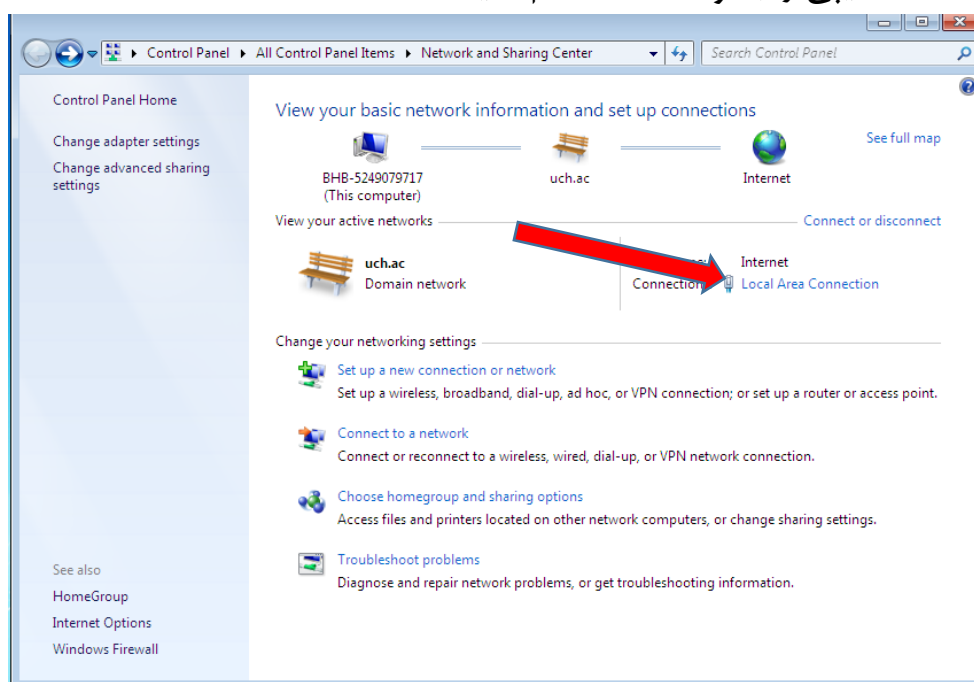 Control Panel ▸ All Control Panel Items ▸ Network and Sharing Center
Search Control Panel
Control Panel Home
Change adapter settings
Change advanced sharing
settings
See also
HomeGroup
Internet Options
Windows Firewall
View your basic network information and set up connections
See full map
BHB-5249079717
(This computer)
uch.ac
Internet
View your active networks
Connect or disconnect
uch.ac
Domain network
Internet
Connection
Local Area Connection
Change your networking settings
Set up a new connection or network
Set up a wireless, broadband, dial-up, ad hoc, or VPN connection; or set up a router or access point.
Connect to a network
Connect or reconnect to a wireless, wired, dial-up, or VPN network connection.
Choose homegroup and sharing options
Access files and printers located on other network computers, or change sharing settings.
Troubleshoot problems
Diagnose and repair network problems, or get troubleshooting information.